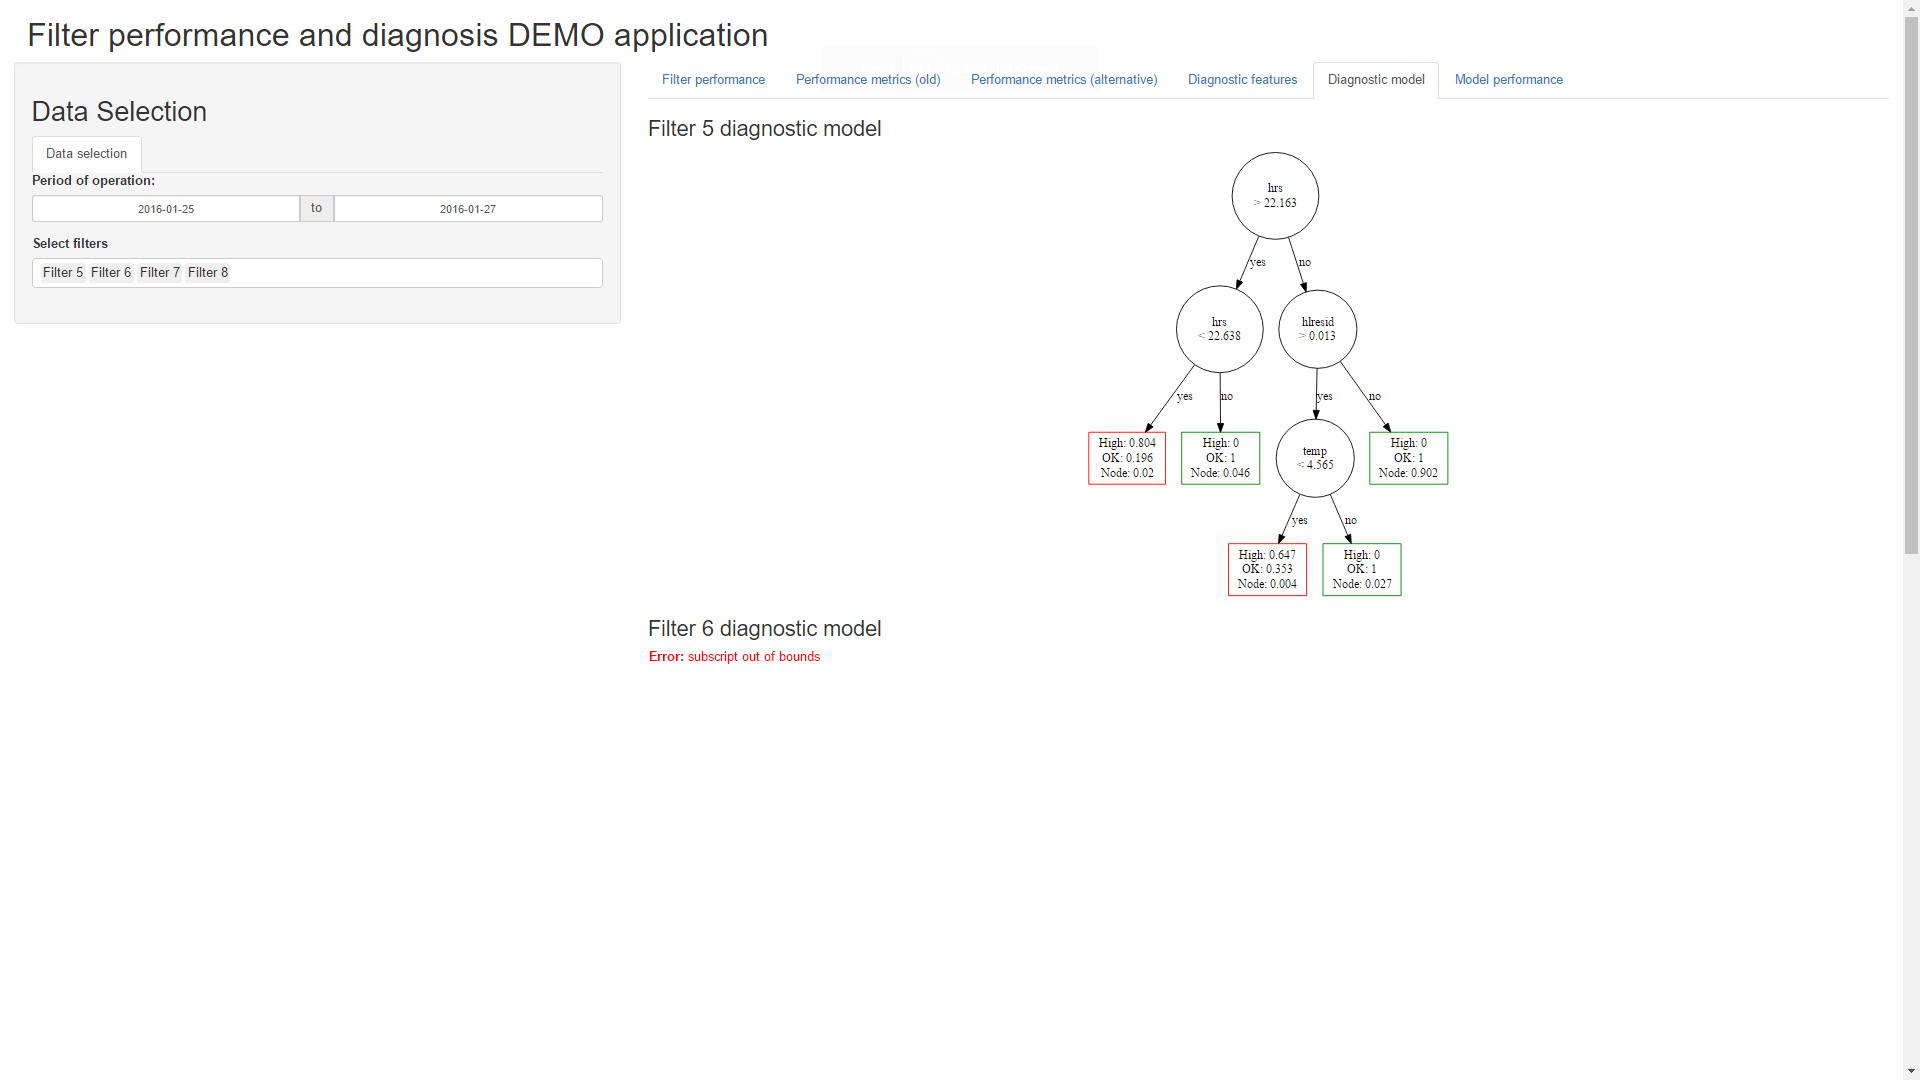 Filter performance and diagnosis DEMO application
Data Selection
Data selection
Period of operation:
2016-01-25 to 2016-01-27
Select filters
Filter 5 Filter 6 Filter 7 Filter 8
Filter performance Performance metrics (old) Performance metrics (alternative) Diagnostic features Diagnostic model Model performance
Filter 5 diagnostic model
hrs
> 22.163
yes no
hrs
< 22.638
hlresid
> 0.013
yes no yes no
High: 0.804
OK: 0.196
Node: 0.02
High: 0
OK: 1
Node: 0.046
temp
< 4.565
High: 0
OK: 1
Node: 0.902
yes no
High: 0.647
OK: 0.353
Node: 0.004
High: 0
OK: 1
Node: 0.027
Filter 6 diagnostic model
Error: subscript out of bounds